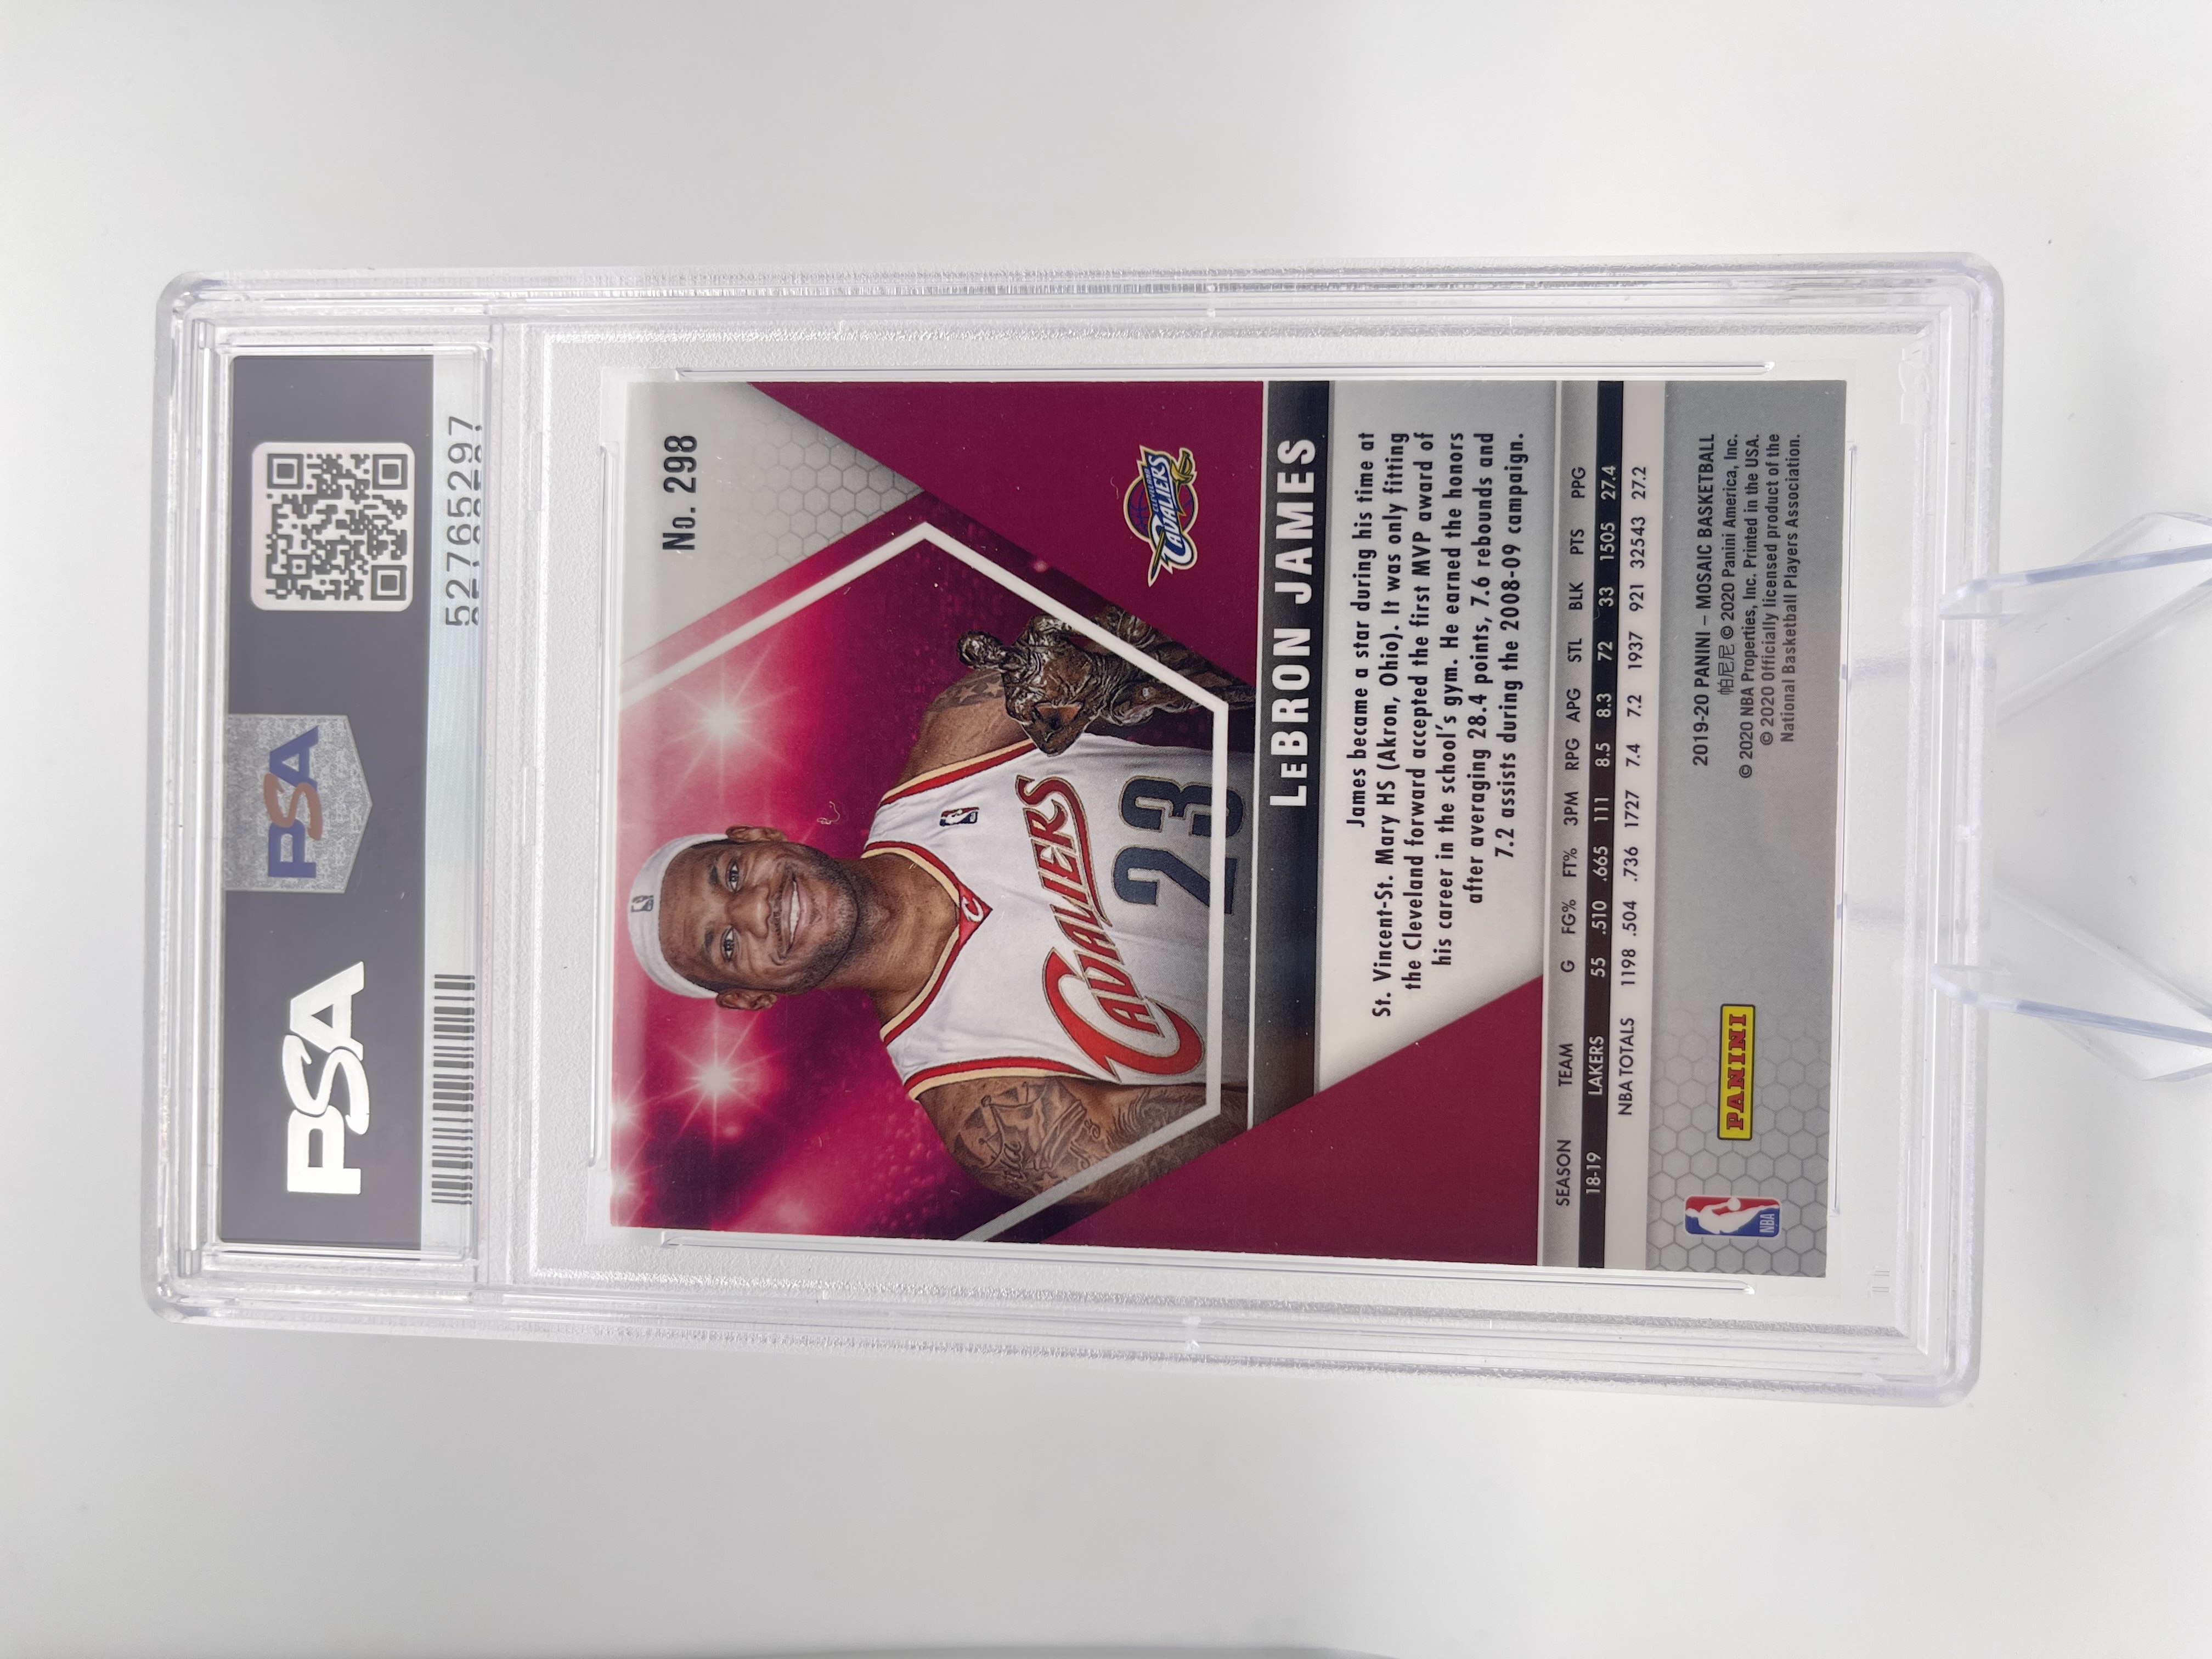 PSA
PSA
52765297
No. 298
CAVALIERS
23
CLEVELAND
CAVALIERS
LeBRON JAMES
James became a star during his time at
St. Vincent-St. Mary HS (Akron, Ohio). It was only fitting
the Cleveland forward accepted the first MVP award of
his career in the school's gym. He earned the honors
after averaging 28.4 points, 7.6 rebounds and
7.2 assists during the 2008-09 campaign.
SEASON TEAM G FG% FT% 3PM RPG APG STL BLK PTS PPG
18-19 LAKERS 55 .510 .665 111 8.5 8.3 72 33 1505 27.4
NBA TOTALS 1198 .504 .736 1727 7.4 7.2 1937 921 32543 27.2
NBA
PANINI
2019-20 PANINI – MOSAIC BASKETBALL
帕尼尼 © 2020 Panini America, Inc.
© 2020 NBA Properties, Inc. Printed in the USA.
© 2020 Officially licensed product of the
National Basketball Players Association.
PSA